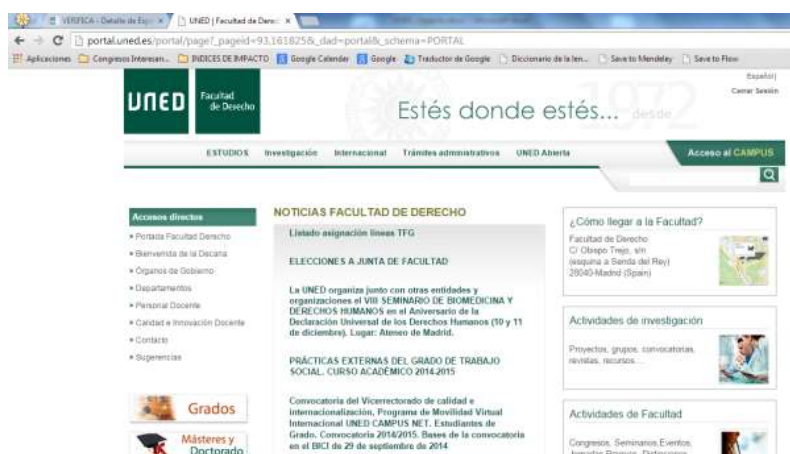 VERIFICA - Detalle de Exp
UNED | Facultad de Derec
portal.uned.es/portal/page?_pageid=93,161825&_dad=portal&_schema=PORTAL
Aplicaciones Congresos Interesan... INDICES DE IMPACTO Google Calender Google Traductor de Google Diccionario de la len... Save to Mendeley Save to Flow
Español |
Cerrar Sesión
UNED
Facultad
de Derecho
Estés donde estés... desde 1972
ESTUDIOS Investigación Internacional Trámites administrativos UNED Abierta Acceso al CAMPUS
Accesos directos
Portada Facultad Derecho
Bienvenida de la Decana
Órganos de Gobierno
Departamentos
Personal Docente
Calidad e Innovación Docente
Contacto
Sugerencias
Grados
Másteres y
Doctorado
NOTICIAS FACULTAD DE DERECHO
Listado asignación líneas TFG
ELECCIONES A JUNTA DE FACULTAD
La UNED organiza junto con otras entidades y
organizaciones el VIII SEMINARIO DE BIOMEDICINA Y
DERECHOS HUMANOS en el Aniversario de la
Declaración Universal de los Derechos Humanos (10 y 11
de diciembre). Lugar: Ateneo de Madrid.
PRÁCTICAS EXTERNAS DEL GRADO DE TRABAJO
SOCIAL. CURSO ACADÉMICO 2014-2015
Convocatoria del Vicerrectorado de calidad e
internacionalización, Programa de Movilidad Virtual
Internacional UNED CAMPUS NET. Estudiantes de
Grado. Convocatoria 2014/2015. Bases de la convocatoria
en el BICI de 29 de septiembre de 2014
¿Cómo llegar a la Facultad?
Facultad de Derecho
C/ Obispo Trejo, s/n
(esquina a Senda del Rey)
28040-Madrid (Spain)
Actividades de investigación
Proyectos, grupos, convocatorias,
revistas, recursos...
Actividades de Facultad
Congresos, Seminarios, Eventos,